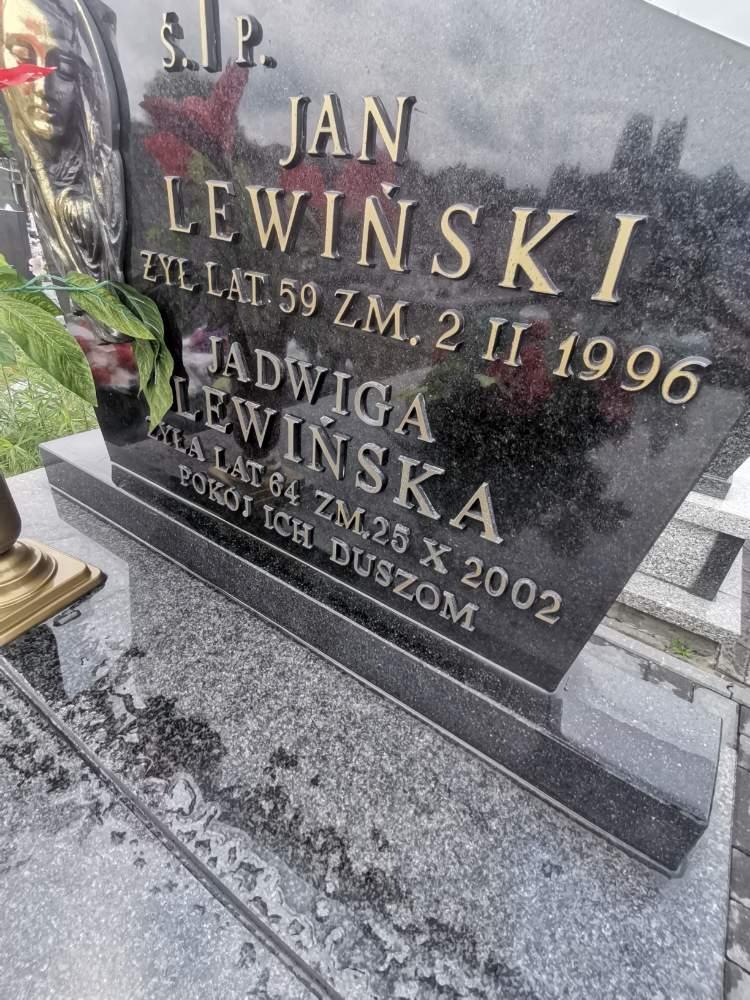 Ś. P.
JAN
LEWIŃSKI
ŻYŁ LAT 59 ZM. 2 II 1996
JADWIGA
LEWIŃSKA
ŻYŁA LAT 64 ZM. 25 X 2002
POKÓJ ICH DUSZOM